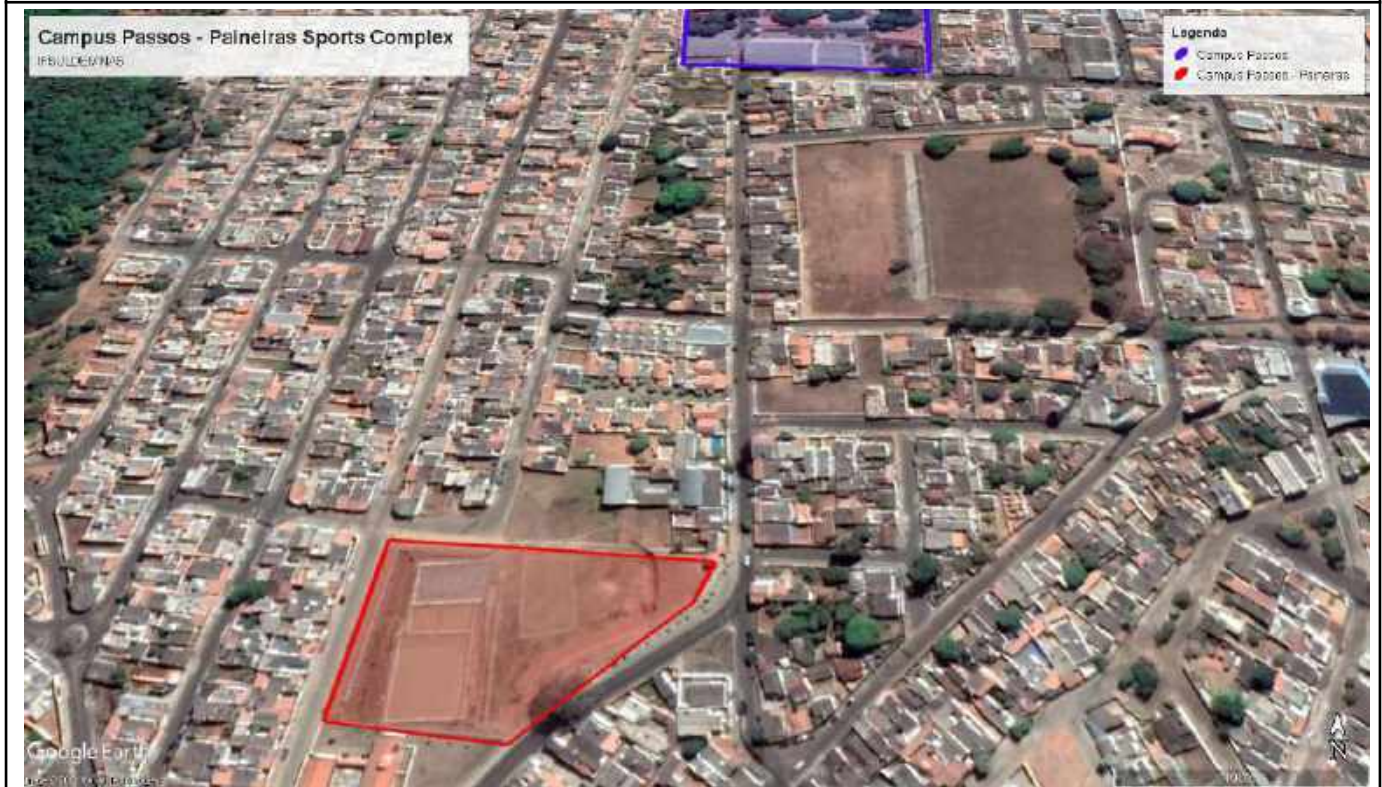 Campus Passos - Paineiras Sports Complex
IFSULDEMINAS
Legenda
Campus Passos
Campus Passos - Paineiras
Google Earth
N